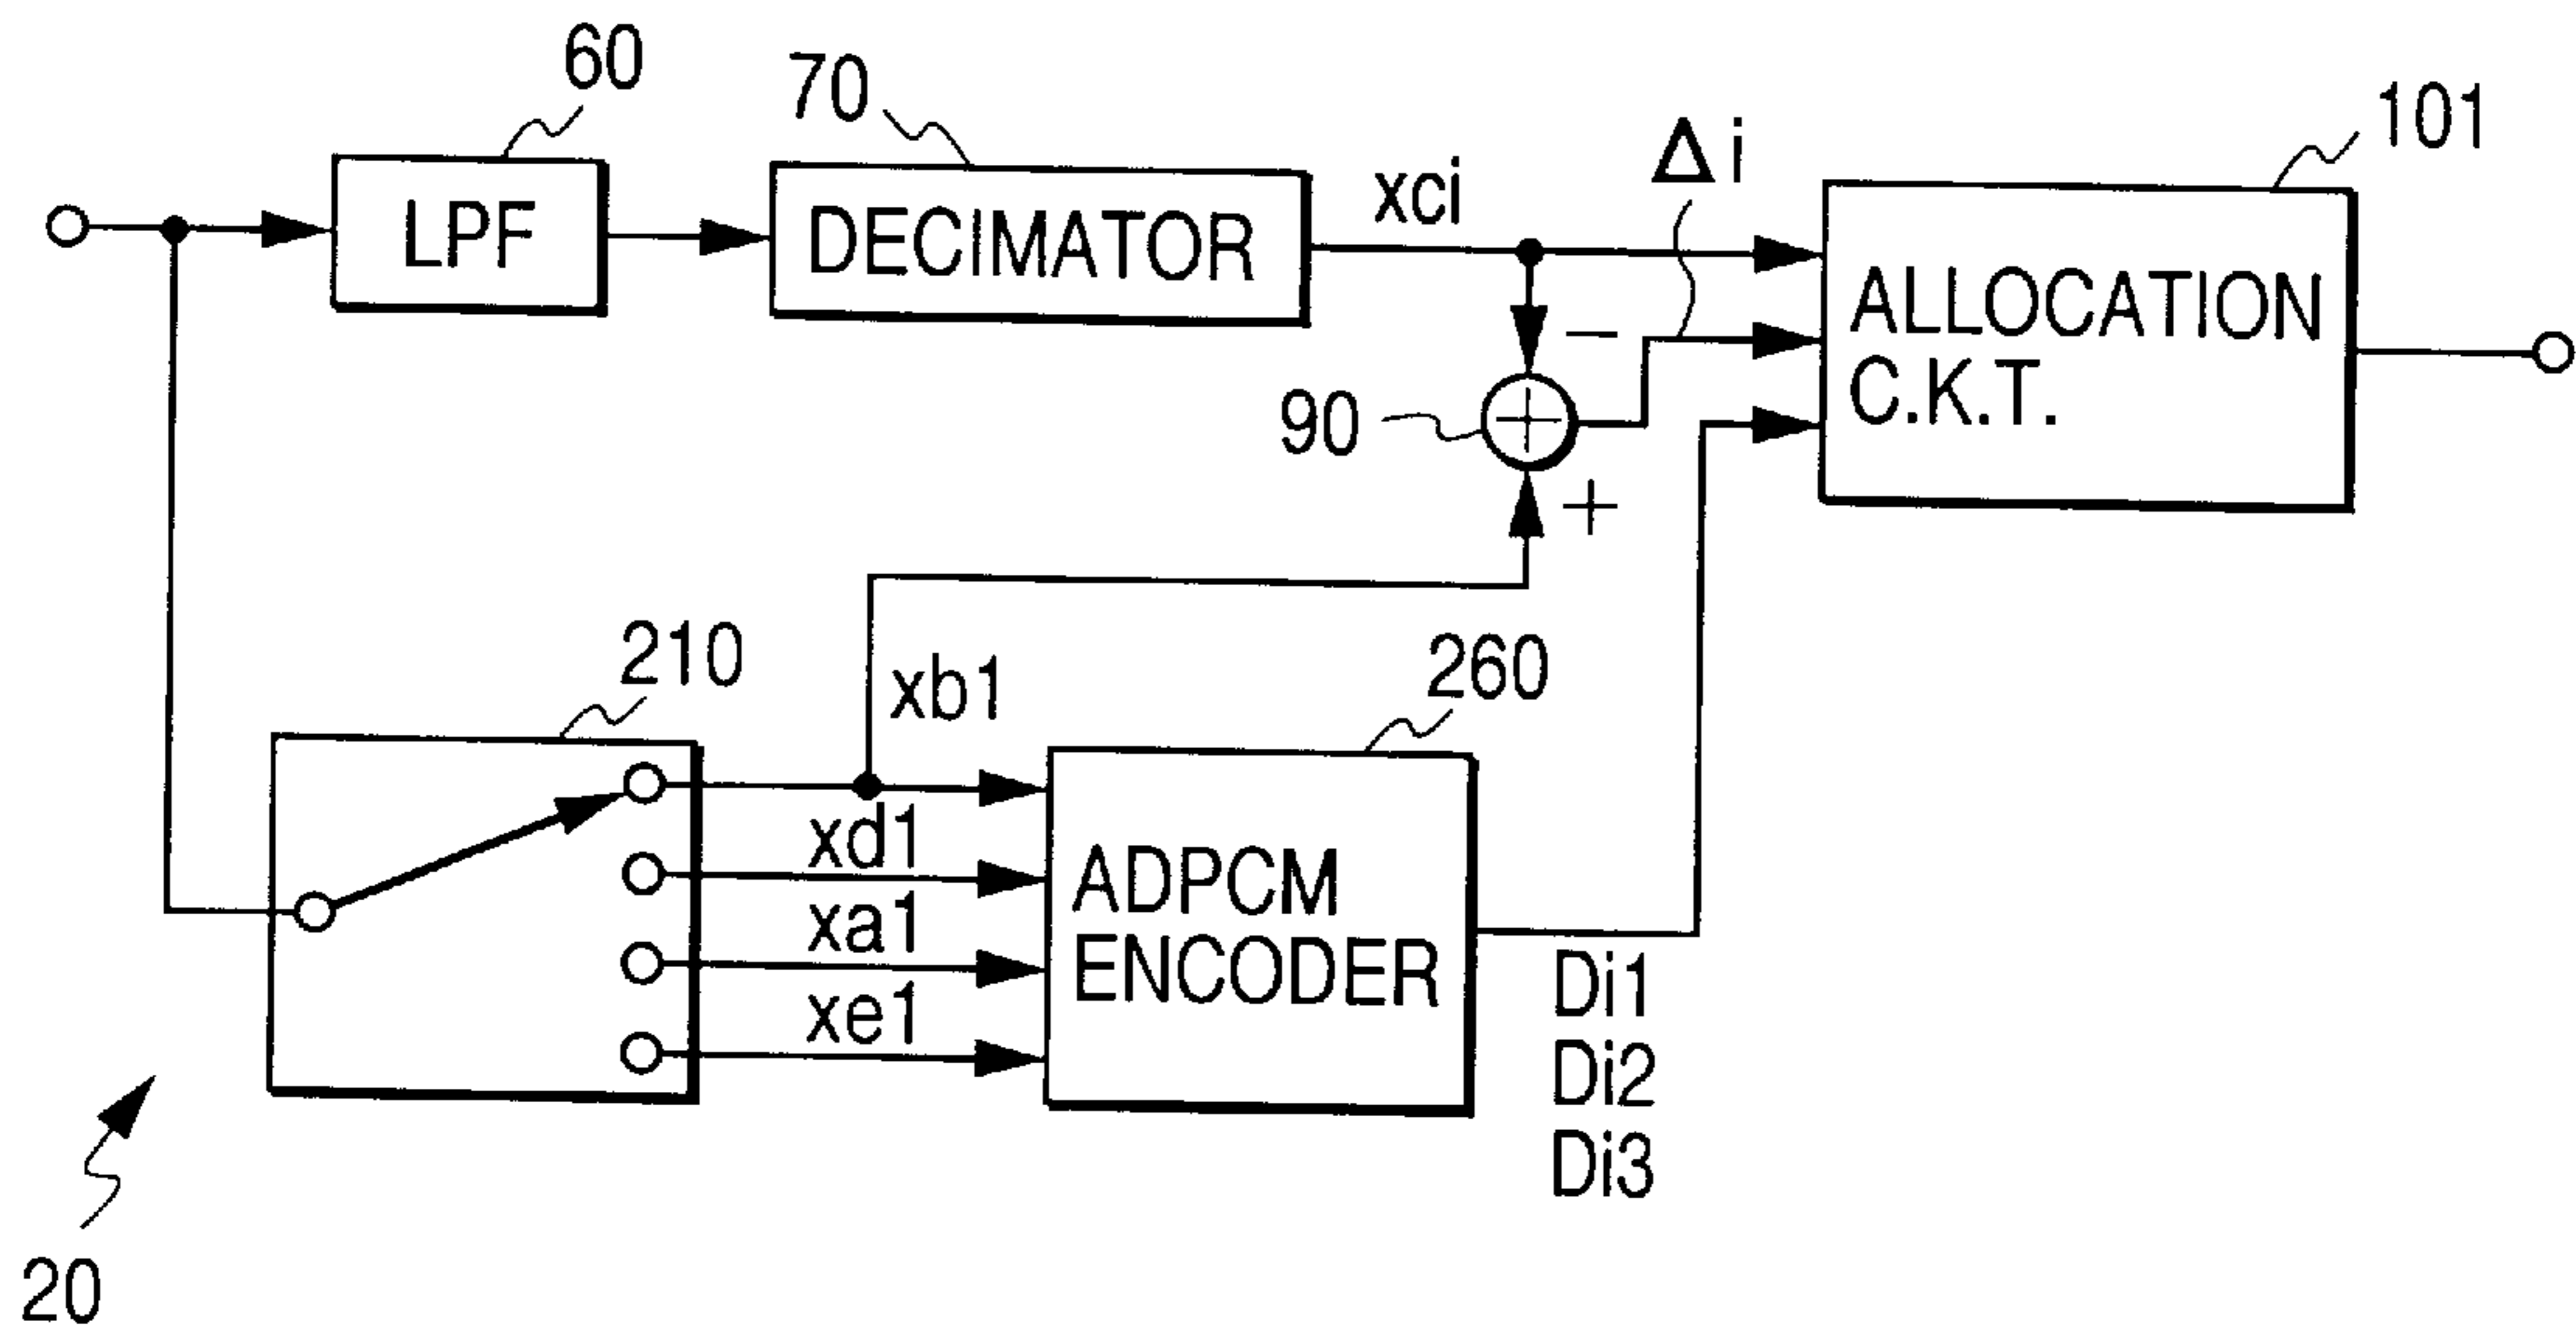 60
70
101
LPF
DECIMATOR
xci
Δi
ALLOCATION
C.K.T.
−
90
+
210
xb1
260
xd1
xa1
xe1
ADPCM
ENCODER
Di1
Di2
Di3
20